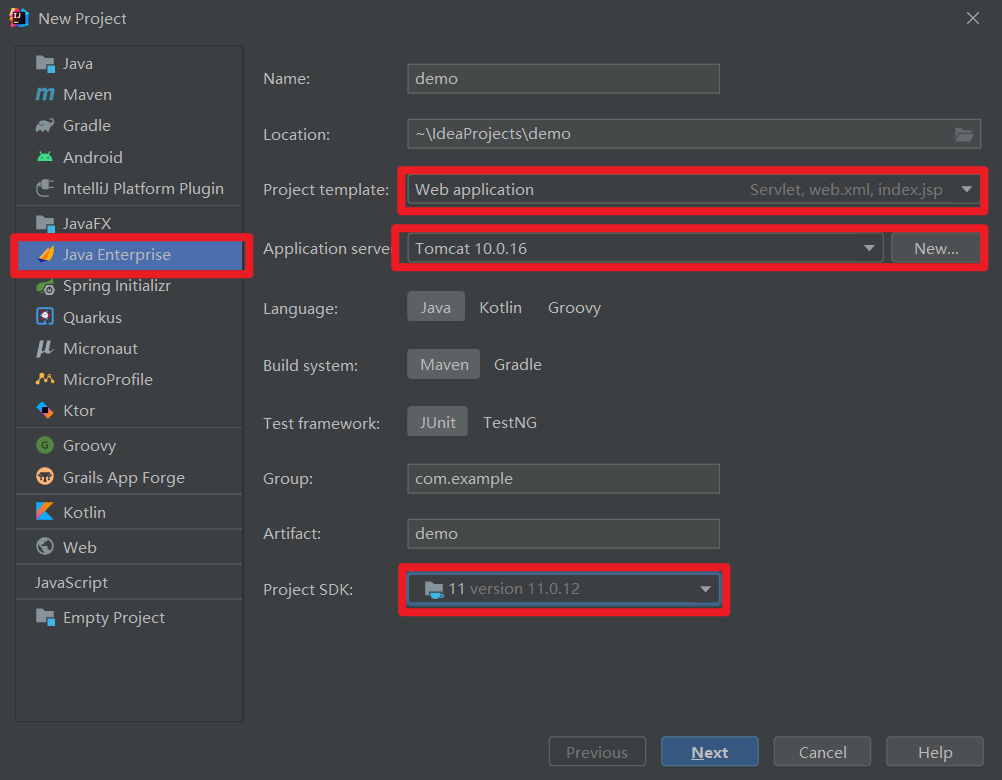 New Project
Java
Maven
Gradle
Android
IntelliJ Platform Plugin
JavaFX
Java Enterprise
Spring Initializr
Quarkus
Micronaut
MicroProfile
Ktor
Groovy
Grails App Forge
Kotlin
Web
JavaScript
Empty Project
Name: demo
Location: ~\IdeaProjects\demo
Project template: Web application Servlet, web.xml, index.jsp
Application serve Tomcat 10.0.16 New...
Language: Java Kotlin Groovy
Build system: Maven Gradle
Test framework: JUnit TestNG
Group: com.example
Artifact: demo
Project SDK: 11 version 11.0.12
Previous Next Cancel Help